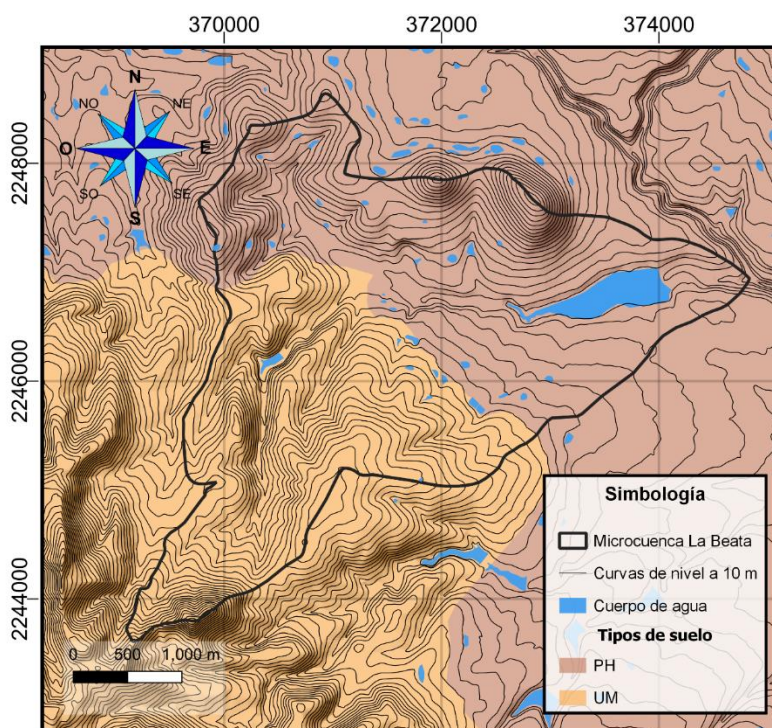 370000 372000 374000
N
NO NE
O E
SO SE
S
2248000
2246000
2244000
0 500 1,000 m
Simbología
Microcuenca La Beata
Curvas de nivel a 10 m
Cuerpo de agua
Tipos de suelo
PH
UM